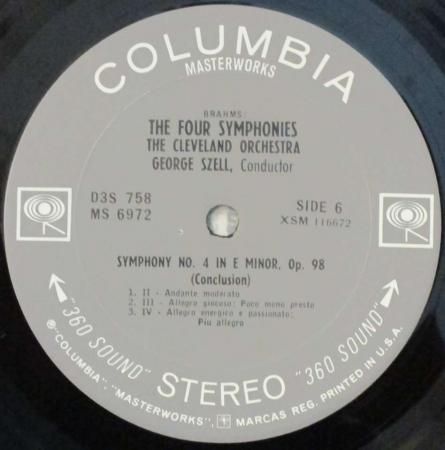 COLUMBIA
MASTERWORKS
BRAHMS:
THE FOUR SYMPHONIES
THE CLEVELAND ORCHESTRA
GEORGE SZELL, Conductor
D3S 758
MS 6972
SIDE 6
XSM 116672
SYMPHONY NO. 4 IN E MINOR, Op. 98
(Conclusion)
1. II - Andante moderato
2. III - Allegro giocoso; Poco meno presto
3. IV - Allegro energico e passionato;
Piu allegro
"360 SOUND" STEREO "360 SOUND"
℗ "COLUMBIA", "MASTERWORKS", MARCAS REG. PRINTED IN U.S.A.